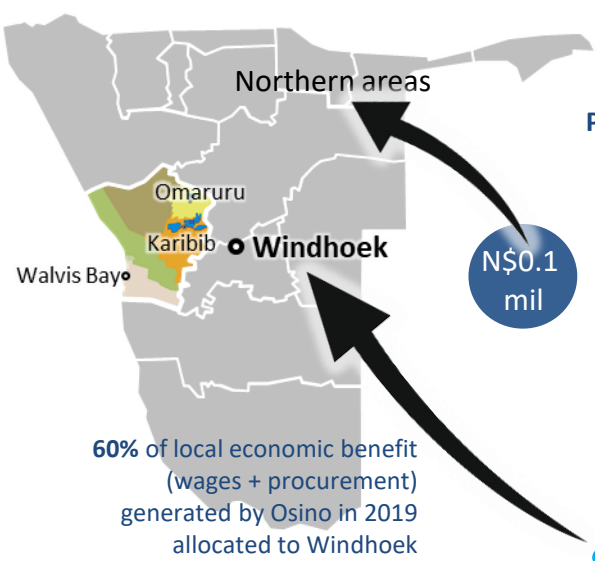 Northern areas
P
Omaruru
Karibib
Windhoek
Walvis Bay
N$0.1
mil
60% of local economic benefit
(wages + procurement)
generated by Osino in 2019
allocated to Windhoek